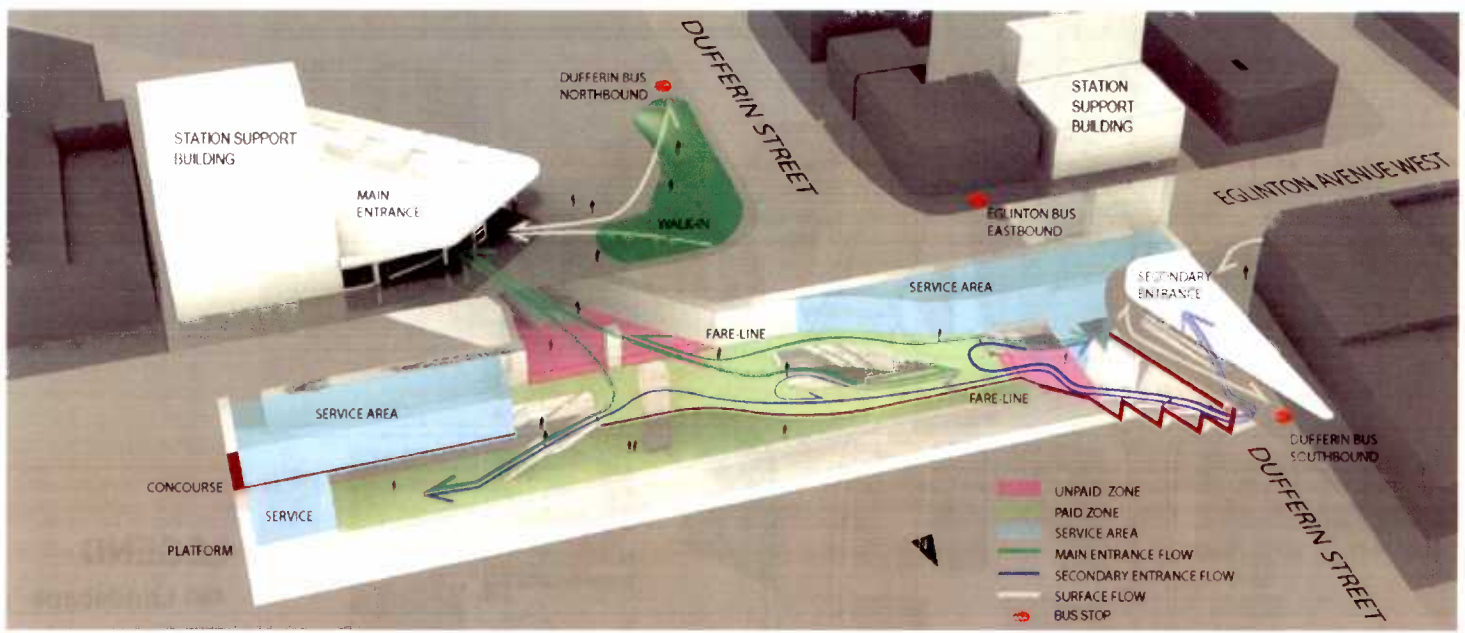 DUFFERIN BUS
NORTHBOUND
DUFFERIN STREET
STATION SUPPORT
BUILDING
STATION
SUPPORT
BUILDING
MAIN
ENTRANCE
EGLINTON AVENUE WEST
WALK-IN
EGLINTON BUS
EASTBOUND
SECONDARY
ENTRANCE
SERVICE AREA
FARE-LINE
SERVICE AREA
FARE-LINE
DUFFERIN BUS
SOUTHBOUND
DUFFERIN STREET
CONCOURSE
SERVICE
PLATFORM
UNPAID ZONE
PAID ZONE
SERVICE AREA
MAIN ENTRANCE FLOW
SECONDARY ENTRANCE FLOW
SURFACE FLOW
BUS STOP